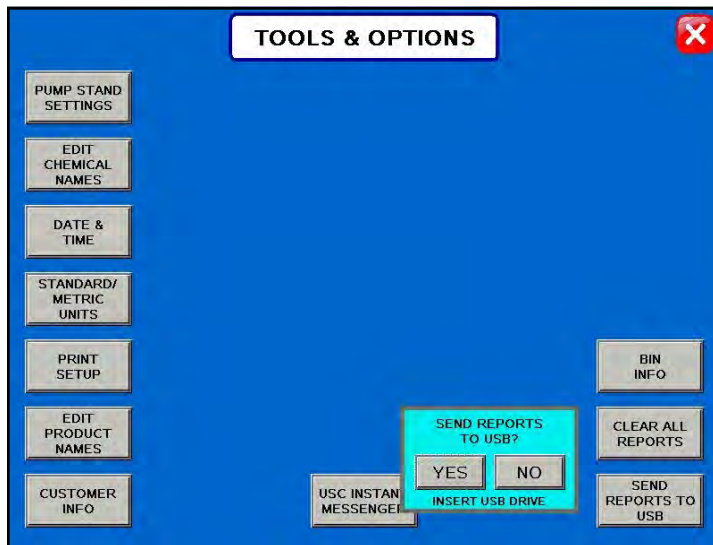 TOOLS & OPTIONS
PUMP STAND
SETTINGS
EDIT
CHEMICAL
NAMES
DATE &
TIME
STANDARD/
METRIC
UNITS
PRINT
SETUP
EDIT
PRODUCT
NAMES
CUSTOMER
INFO
USC INSTANT
MESSENGER
SEND REPORTS
TO USB?
YES
NO
INSERT USB DRIVE
BIN
INFO
CLEAR ALL
REPORTS
SEND
REPORTS TO
USB